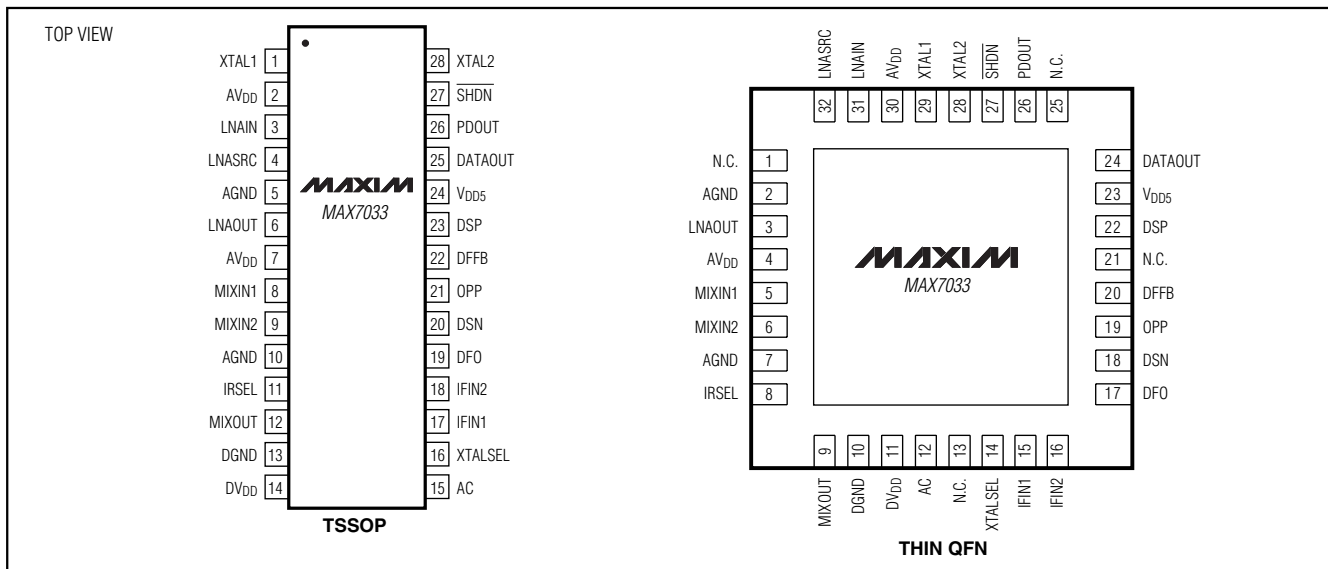 TOP VIEW
XTAL1 1
AVDD 2
LNAIN 3
LNASRC 4
AGND 5
LNAOUT 6
AVDD 7
MIXIN1 8
MIXIN2 9
AGND 10
IRSEL 11
MIXOUT 12
DGND 13
DVDD 14
MAXIM
MAX7033
28 XTAL2
27 SHDN
26 PDOUT
25 DATAOUT
24 VDD5
23 DSP
22 DFFB
21 OPP
20 DSN
19 DFO
18 IFIN2
17 IFIN1
16 XTALSEL
15 AC
TSSOP
LNASRC 32
LNAIN 31
AVDD 30
XTAL1 29
XTAL2 28
SHDN 27
PDOUT 26
N.C. 25
N.C. 1
AGND 2
LNAOUT 3
AVDD 4
MIXIN1 5
MIXIN2 6
AGND 7
IRSEL 8
MAXIM
MAX7033
24 DATAOUT
23 VDD5
22 DSP
21 N.C.
20 DFFB
19 OPP
18 DSN
17 DFO
9 MIXOUT
10 DGND
11 DVDD
12 AC
13 N.C.
14 XTALSEL
15 IFIN1
16 IFIN2
THIN QFN